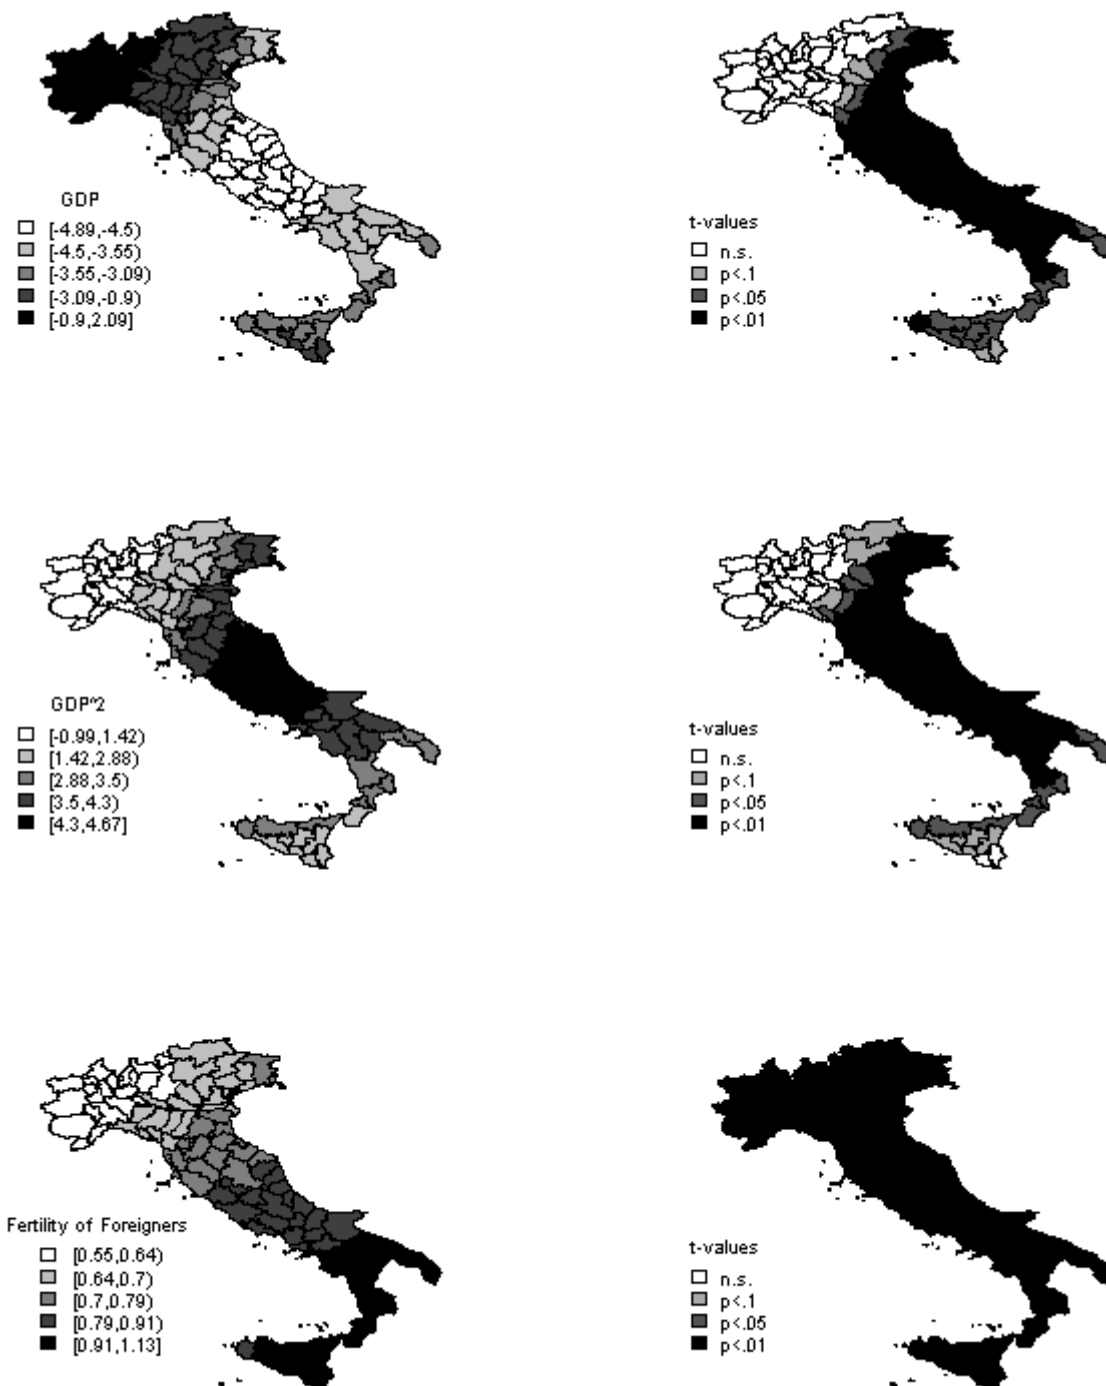 GDP
[-4.89,-4.5)
[-4.5,-3.55)
[-3.55,-3.09)
[-3.09,-0.9)
[-0.9,2.09]
t-values
n.s.
p<.1
p<.05
p<.01
GDP^2
[-0.99,1.42)
[1.42,2.88)
[2.88,3.5)
[3.5,4.3)
[4.3,4.67]
t-values
n.s.
p<.1
p<.05
p<.01
Fertility of Foreigners
[0.55,0.64)
[0.64,0.7)
[0.7,0.79)
[0.79,0.91)
[0.91,1.13]
t-values
n.s.
p<.1
p<.05
p<.01